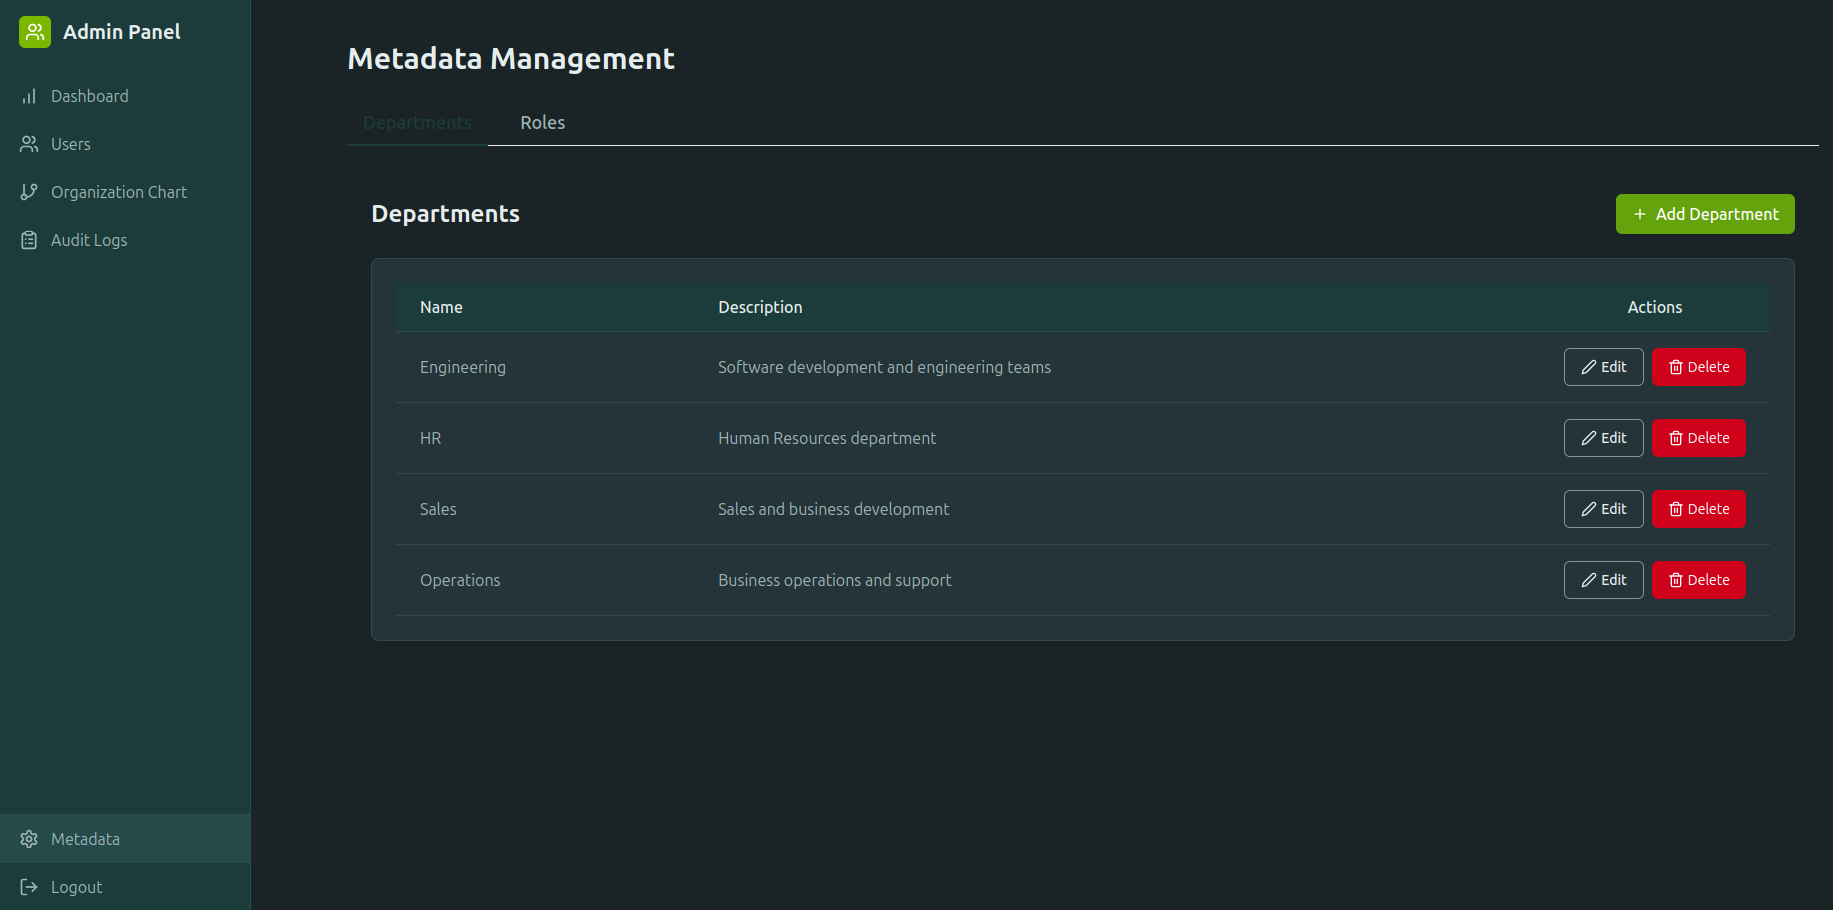 Admin Panel
Dashboard
Users
Organization Chart
Audit Logs
Metadata
Logout
Metadata Management
Departments Roles
Departments
+ Add Department
Name Description Actions
Engineering Software development and engineering teams Edit Delete
HR Human Resources department Edit Delete
Sales Sales and business development Edit Delete
Operations Business operations and support Edit Delete